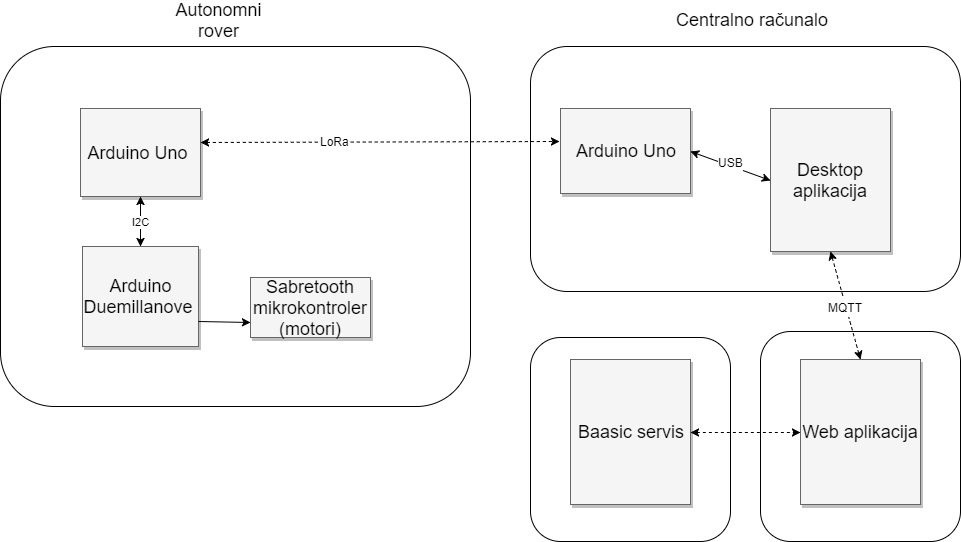 Autonomni
rover
Centralno računalo
Arduino Uno
LoRa
Arduino Uno
USB
Desktop
aplikacija
I2C
Arduino
Duemillanove
Sabretooth
mikrokontroler
(motori)
MQTT
Baasic servis
Web aplikacija